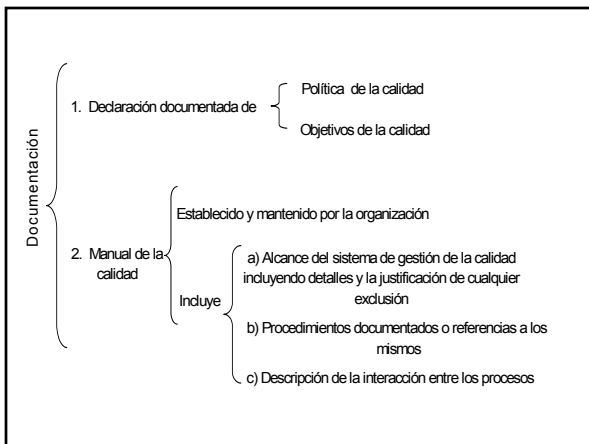 Documentación
1. Declaración documentada de
Política de la calidad
Objetivos de la calidad
2. Manual de la
calidad
Establecido y mantenido por la organización
Incluye
a) Alcance del sistema de gestión de la calidad
incluyendo detalles y la justificación de cualquier
exclusión
b) Procedimientos documentados o referencias a los
mismos
c) Descripción de la interacción entre los procesos